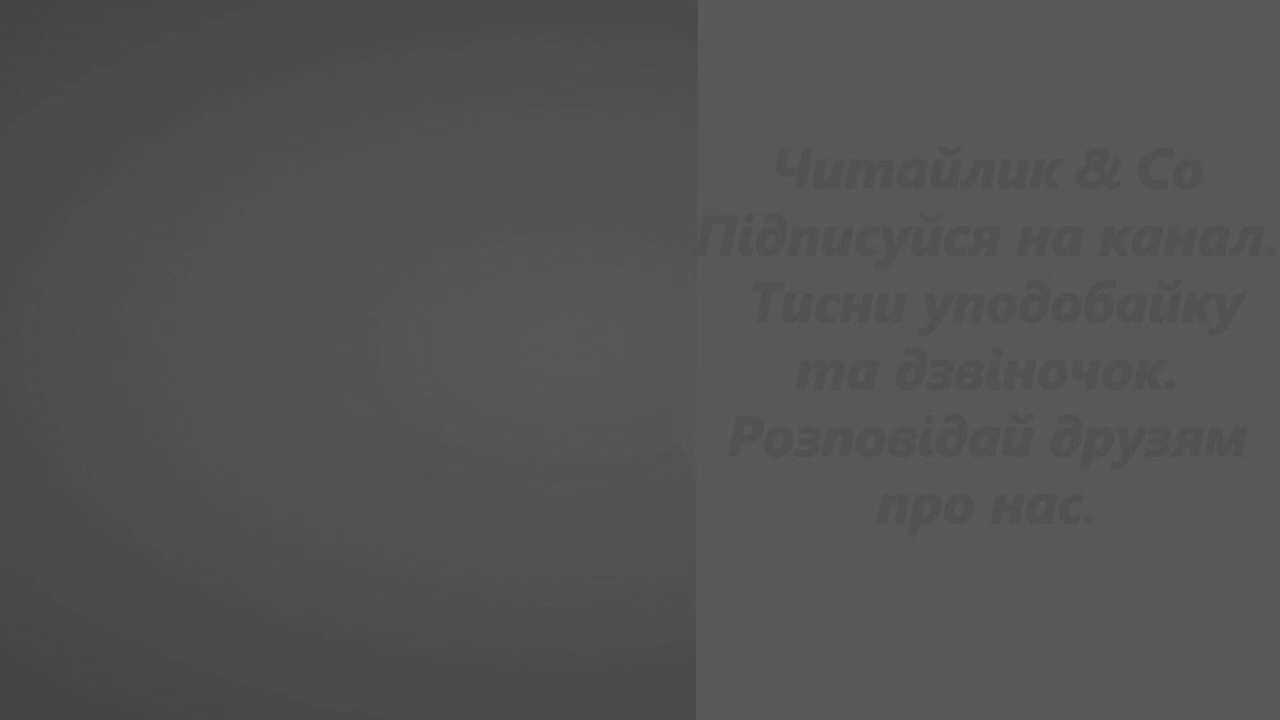 Читайлик & Co
Підписуйся на канал.
Тисни уподобайку
та дзвіночок.
Розповідай друзям
про нас.